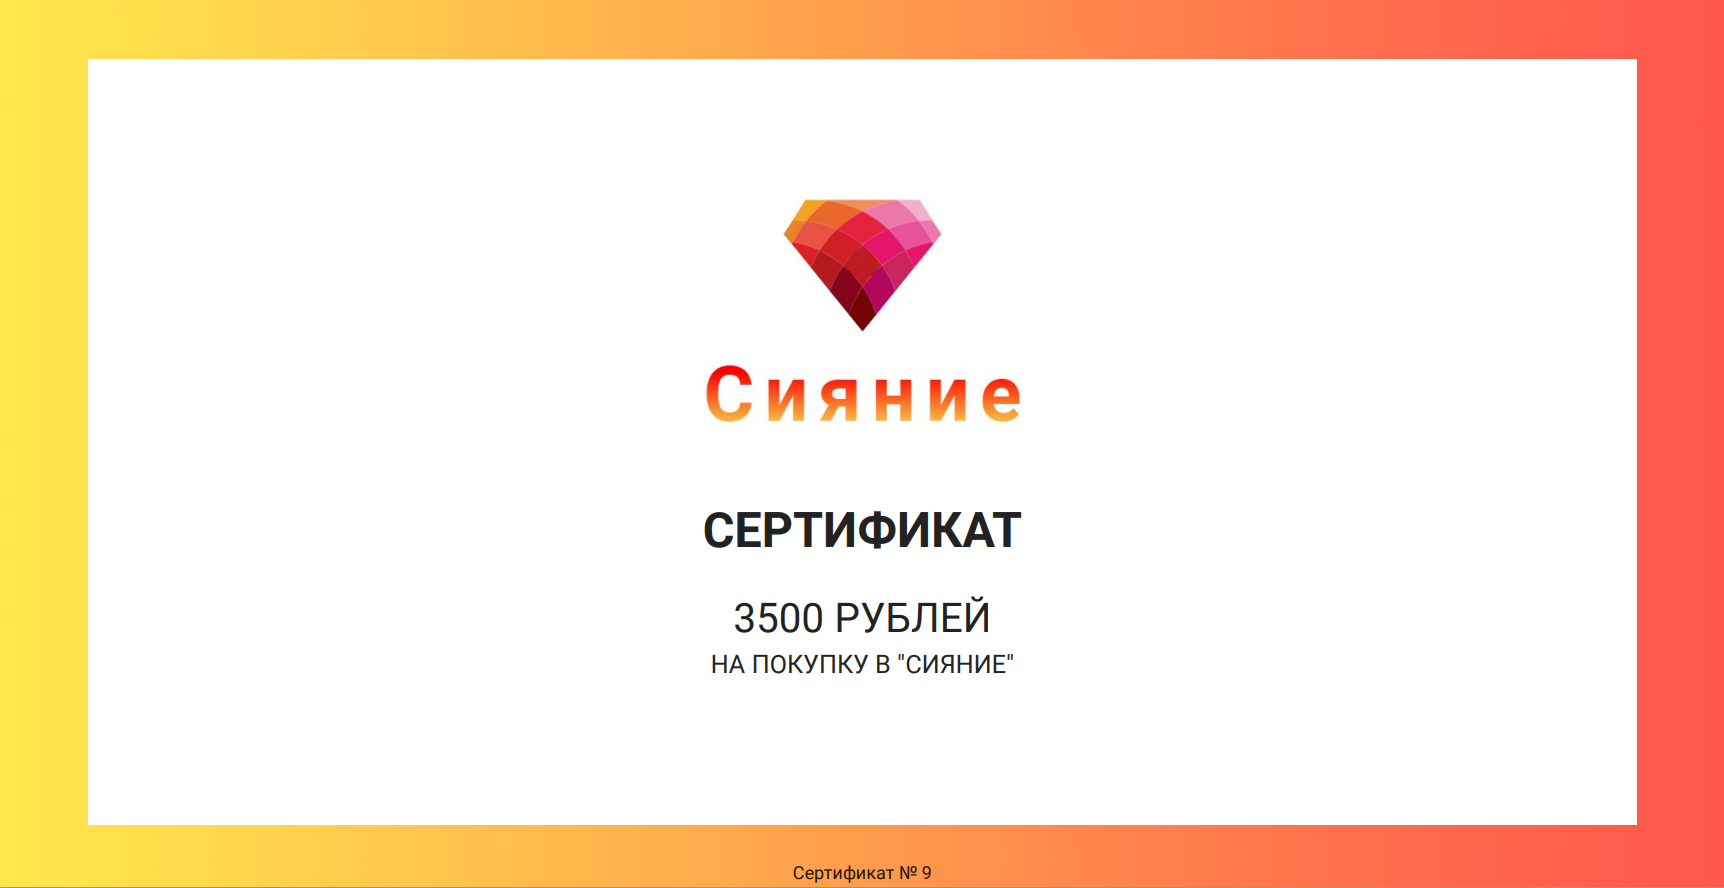 Сияние
СЕРТИФИКАТ
3500 РУБЛЕЙ
НА ПОКУПКУ В "СИЯНИЕ"
Сертификат № 9